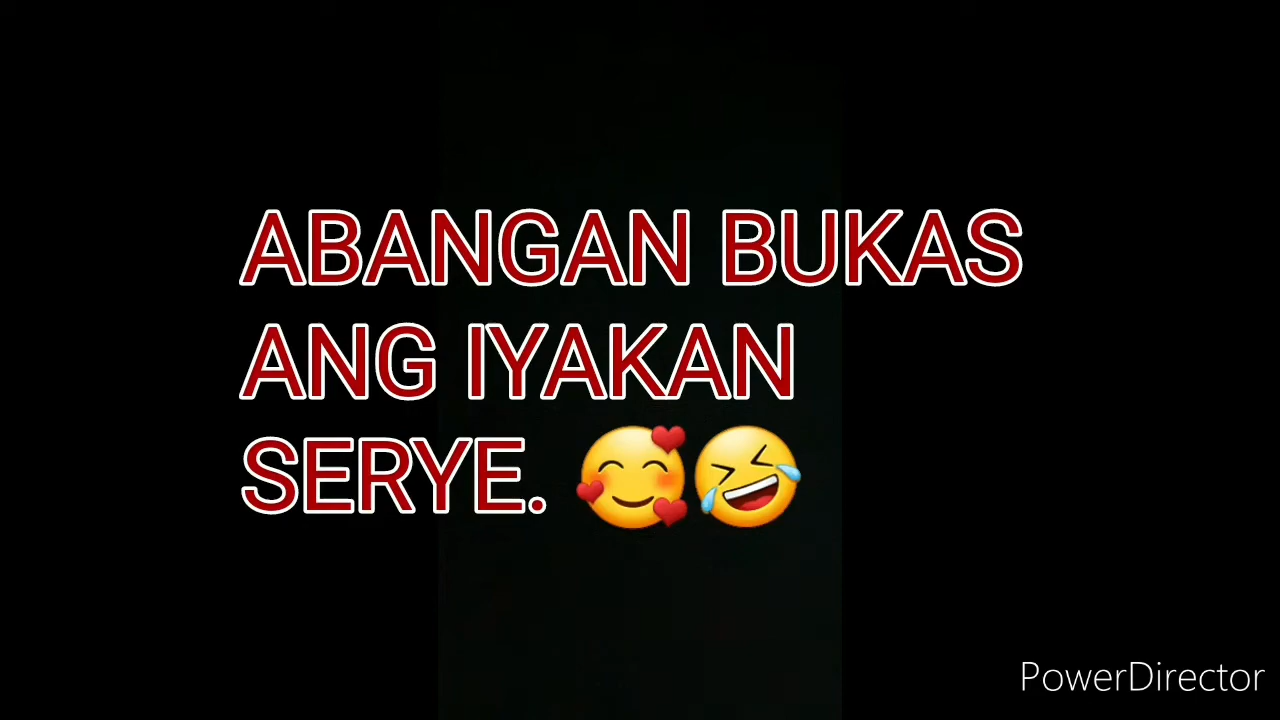 ABANGAN BUKAS
ANG IYAKAN
SERYE. 🥰🤣
PowerDirector